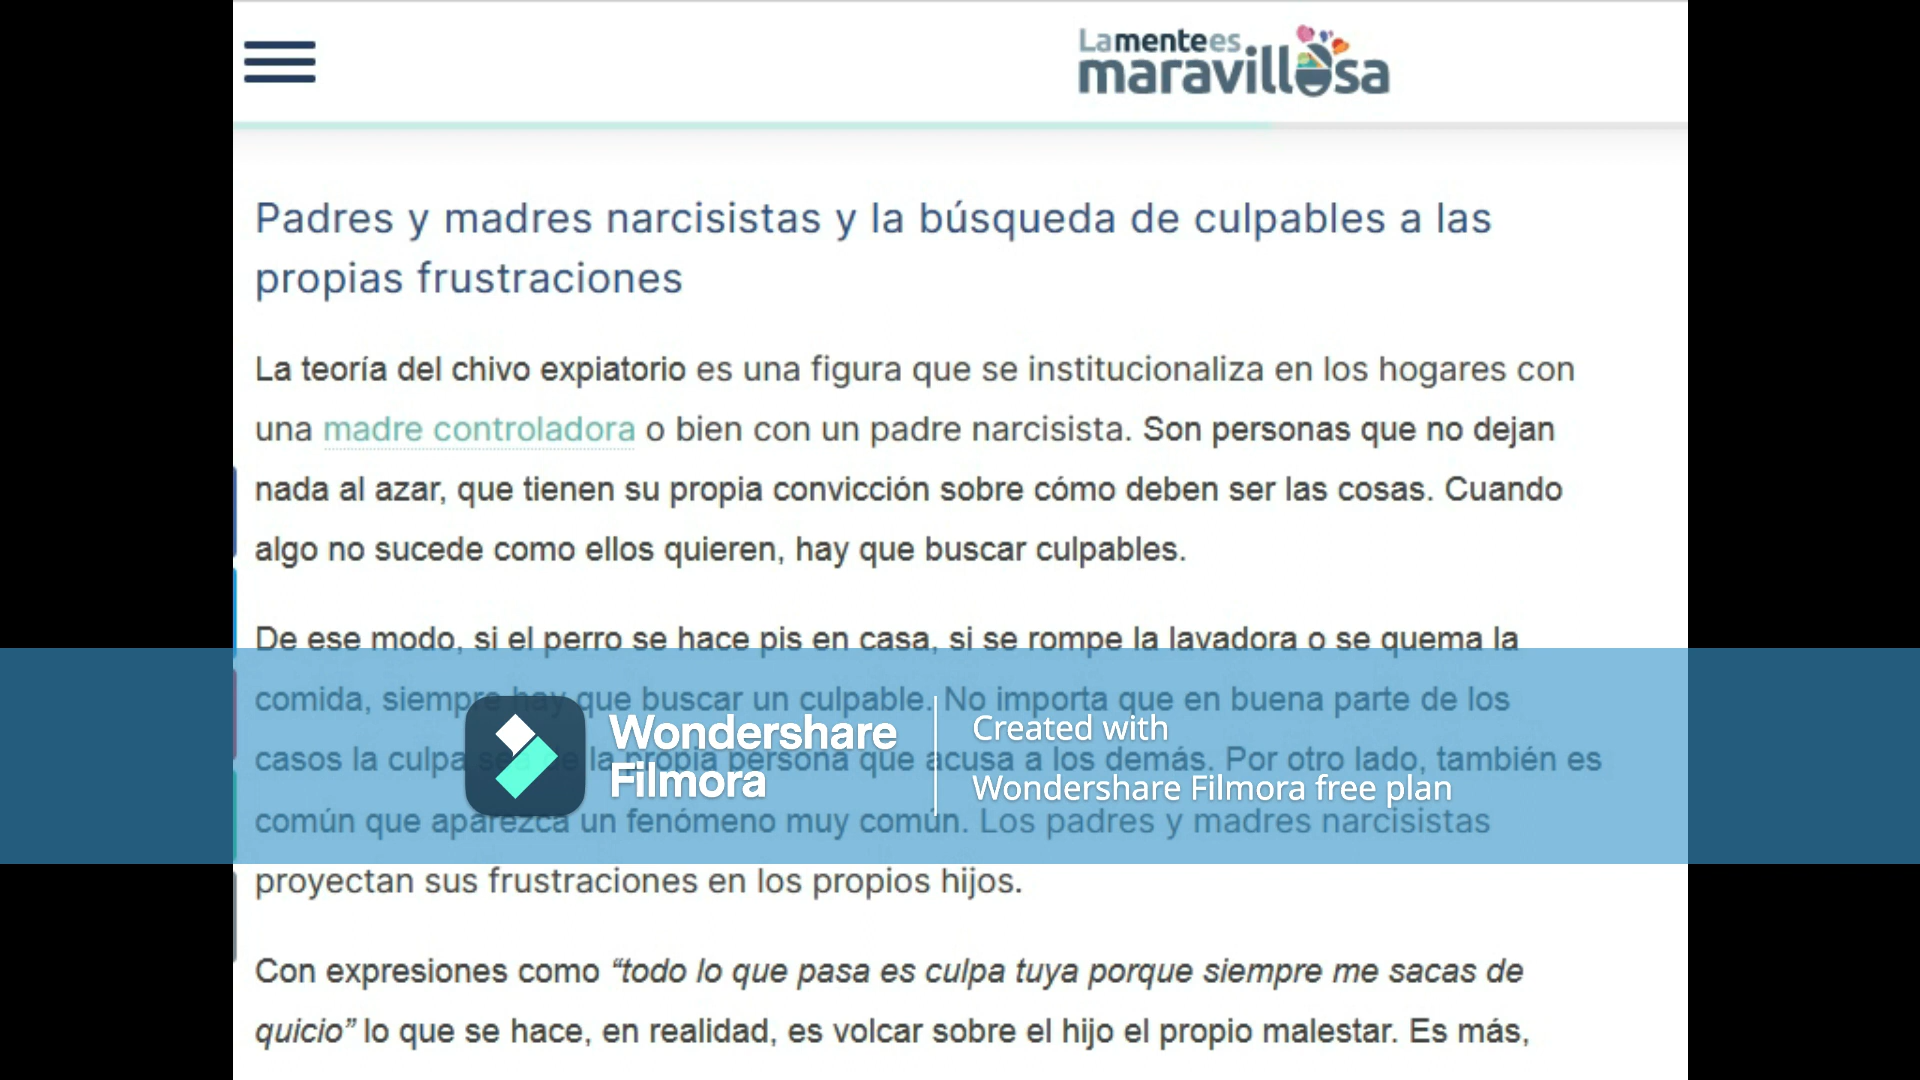 La mente es
maravillosa
Padres y madres narcisistas y la búsqueda de culpables a las
propias frustraciones
La teoría del chivo expiatorio es una figura que se institucionaliza en los hogares con
una madre controladora o bien con un padre narcisista. Son personas que no dejan
nada al azar, que tienen su propia convicción sobre cómo deben ser las cosas. Cuando
algo no sucede como ellos quieren, hay que buscar culpables.
De ese modo, si el perro se hace pis en casa, si se rompe la lavadora o se quema la
comida, siempre hay que buscar un culpable. No importa que en buena parte de los
casos la culpa sea de la propia persona que acusa a los demás. Por otro lado, también es
común que aparezca un fenómeno muy común. Los padres y madres narcisistas
proyectan sus frustraciones en los propios hijos.
Con expresiones como “todo lo que pasa es culpa tuya porque siempre me sacas de
quicio” lo que se hace, en realidad, es volcar sobre el hijo el propio malestar. Es más,
Wondershare
Filmora
Created with
Wondershare Filmora free plan